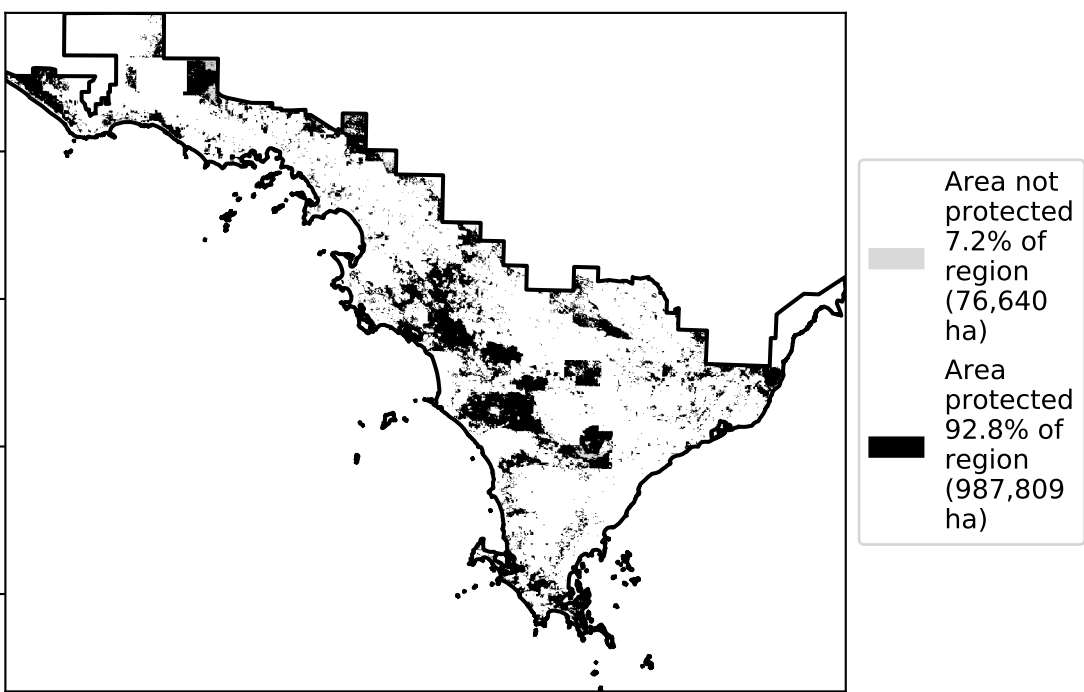 Area not
protected
7.2% of
region
(76,640
ha)
Area
protected
92.8% of
region
(987,809
ha)